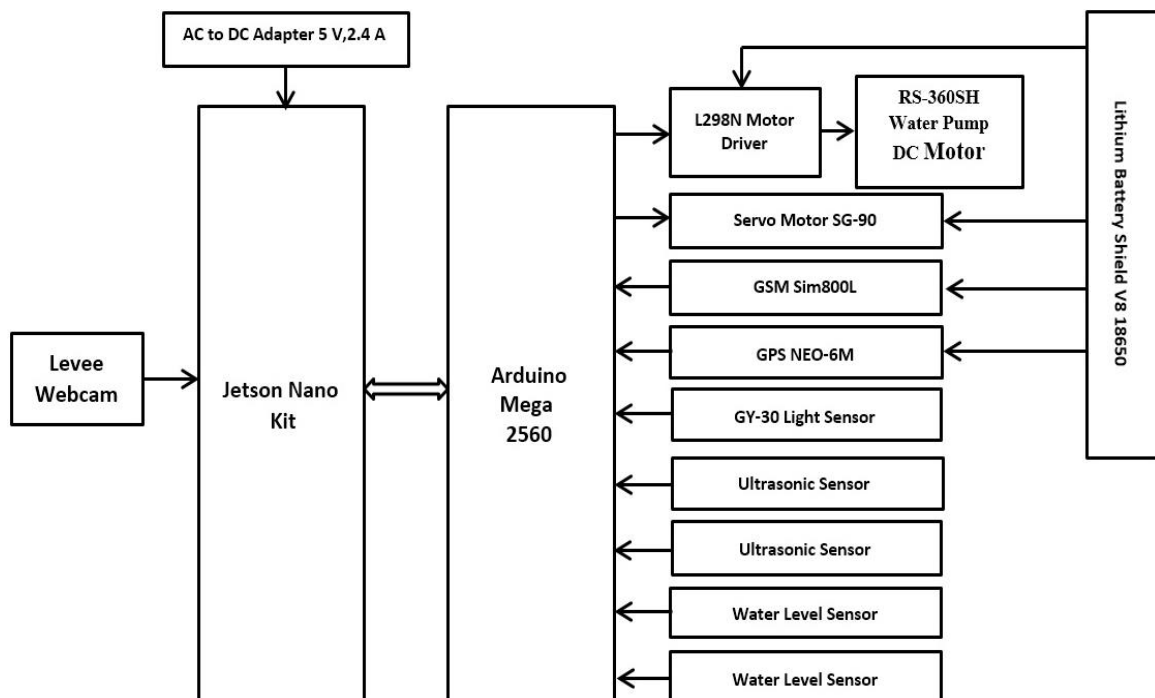 AC to DC Adapter 5 V,2.4 A
L298N Motor
Driver
RS-360SH
Water Pump
DC Motor
Lithium Battery Shield V8 18650
Servo Motor SG-90
GSM Sim800L
GPS NEO-6M
Levee
Webcam
Jetson Nano
Kit
Arduino
Mega
2560
GY-30 Light Sensor
Ultrasonic Sensor
Ultrasonic Sensor
Water Level Sensor
Water Level Sensor